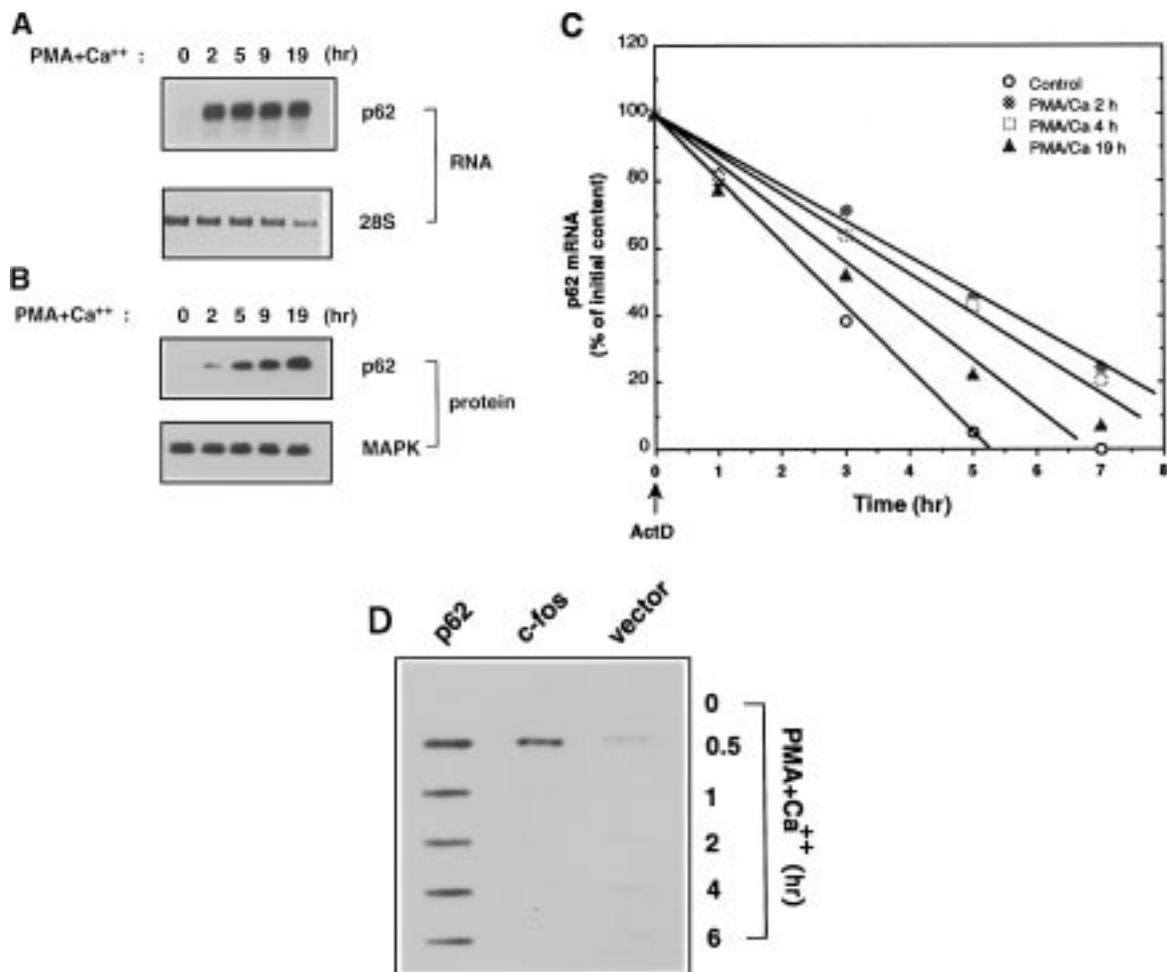 A
PMA+Ca++ : 0 2 5 9 19 (hr)
p62
RNA
28S
B
PMA+Ca++ : 0 2 5 9 19 (hr)
p62
protein
MAPK
C
120
100
80
60
40
20
0
p62 mRNA
(% of initial content)
Control
PMA/Ca 2 h
PMA/Ca 4 h
PMA/Ca 19 h
0 1 2 3 4 5 6 7 8
Time (hr)
ActD
D
p62 c-fos vector
0
0.5
1
2
4
6
PMA+Ca++ (hr)